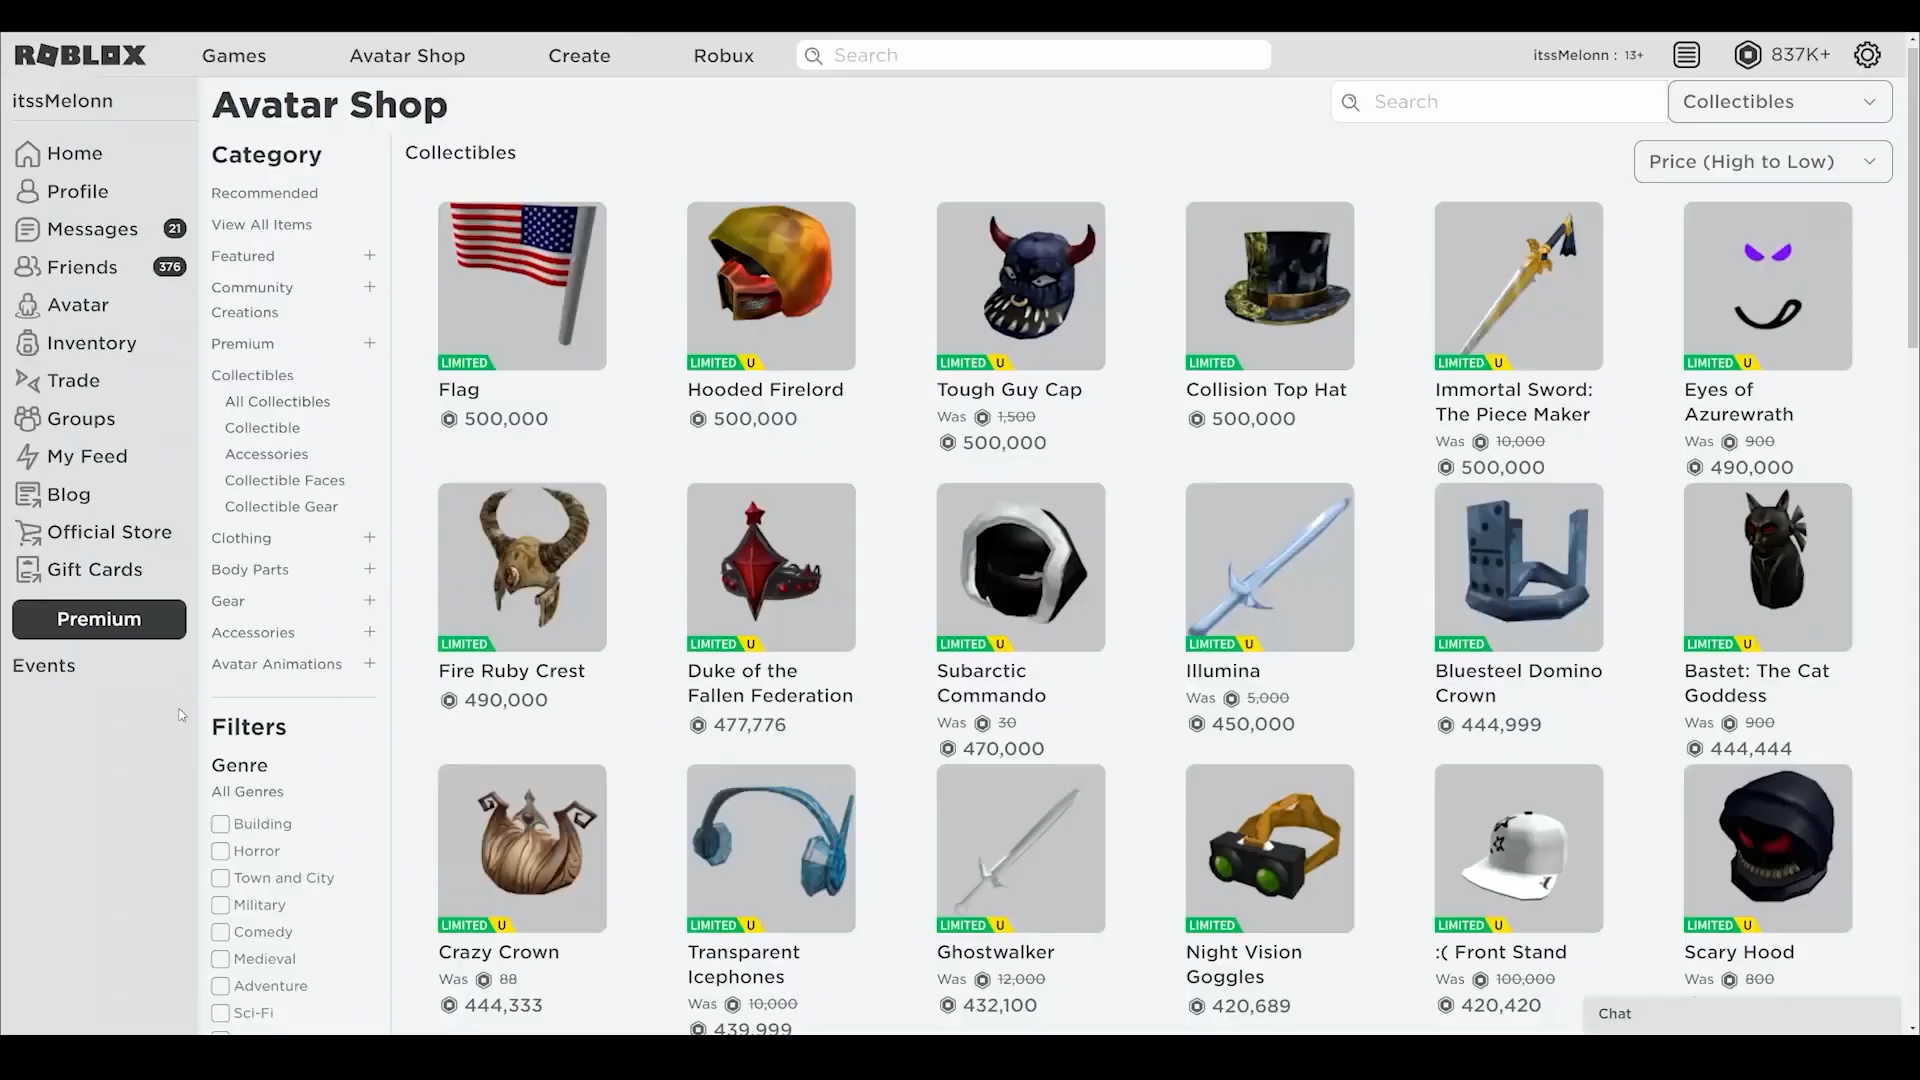 ROBLOX
Games
Avatar Shop
Create
Robux
Search
itssMelonn : 13+
837K+
itssMelonn
Home
Profile
Messages 21
Friends 376
Avatar
Inventory
Trade
Groups
My Feed
Blog
Official Store
Gift Cards
Premium
Events
Avatar Shop
Search
Collectibles
Category
Recommended
View All Items
Featured +
Community +
Creations
Premium +
Collectibles
All Collectibles
Collectible
Accessories
Collectible Faces
Collectible Gear
Clothing +
Body Parts +
Gear +
Accessories +
Avatar Animations +
Filters
Genre
All Genres
Building
Horror
Town and City
Military
Comedy
Medieval
Adventure
Sci-Fi
Collectibles
Price (High to Low)
LIMITED
Flag
500,000
LIMITED U
Hooded Firelord
500,000
LIMITED U
Tough Guy Cap
Was 1,500
500,000
LIMITED
Collision Top Hat
500,000
LIMITED U
Immortal Sword:
The Piece Maker
Was 10,000
500,000
LIMITED U
Eyes of
Azurewrath
Was 900
490,000
LIMITED
Fire Ruby Crest
490,000
LIMITED U
Duke of the
Fallen Federation
477,776
LIMITED U
Subarctic
Commando
Was 30
470,000
LIMITED U
Illumina
Was 5,000
450,000
LIMITED
Bluesteel Domino
Crown
444,999
LIMITED U
Bastet: The Cat
Goddess
Was 900
444,444
LIMITED U
Crazy Crown
Was 88
444,333
LIMITED U
Transparent
Icephones
Was 10,000
439,999
LIMITED U
Ghostwalker
Was 12,000
432,100
LIMITED
Night Vision
Goggles
420,689
LIMITED U
:( Front Stand
Was 100,000
420,420
LIMITED U
Scary Hood
Was 800
Chat